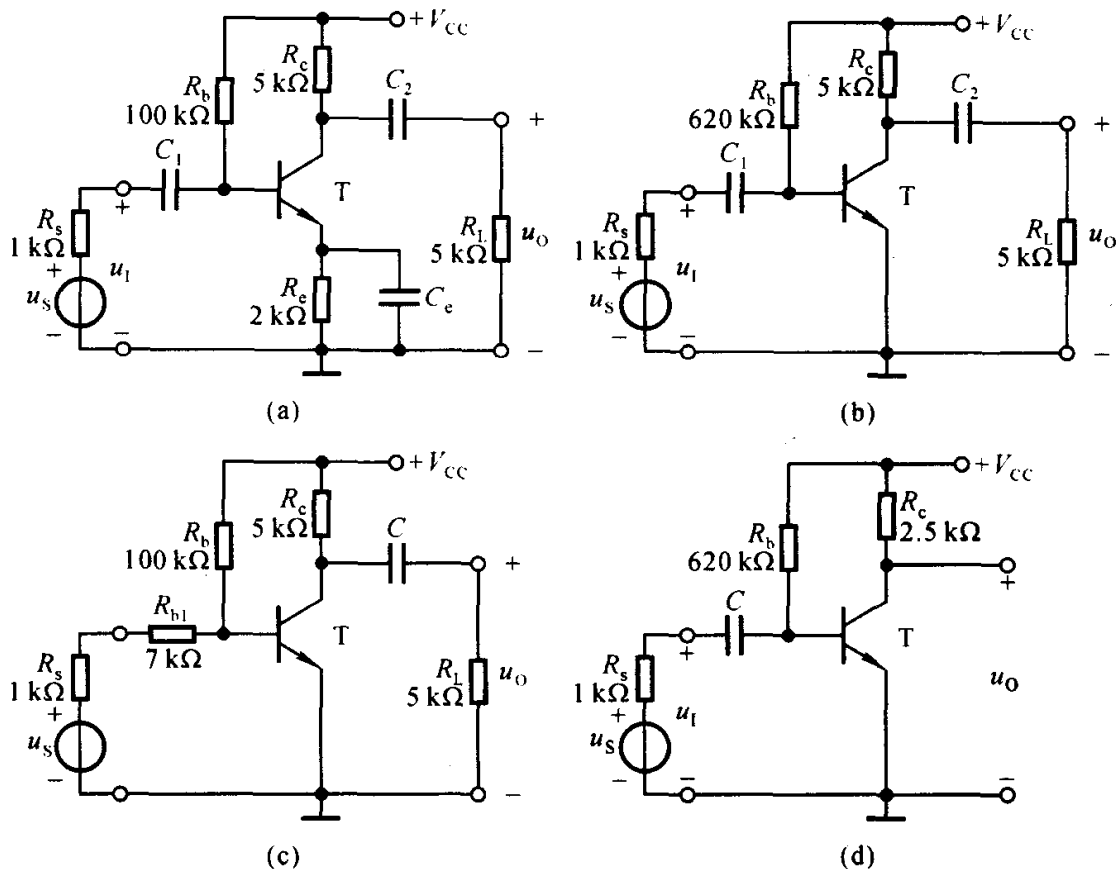 +V_CC
R_c
5 kΩ
R_b
100 kΩ
C_2
+
C_1
T
+
R_s
1 kΩ
+
u_I
u_S
−
−
R_e
2 kΩ
C_e
R_L
5 kΩ
u_O
−
(a)
+V_CC
R_c
5 kΩ
R_b
620 kΩ
C_2
+
C_1
T
+
R_s
1 kΩ
+
u_I
u_S
−
−
R_L
5 kΩ
u_O
−
(b)
+V_CC
R_c
5 kΩ
R_b
100 kΩ
C
+
R_b1
7 kΩ
T
R_s
1 kΩ
+
u_S
−
R_L
5 kΩ
u_O
−
(c)
+V_CC
R_c
2.5 kΩ
R_b
620 kΩ
+
C
T
+
R_s
1 kΩ
+
u_I
u_S
−
−
u_O
−
(d)